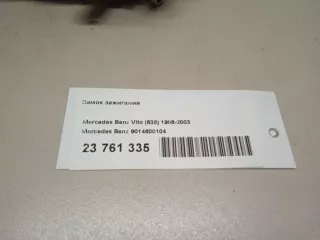 Замок зажигания
Mercedes Benz Vito (638) 1996-2003
Mercedes Benz 9014600104
23 761 335